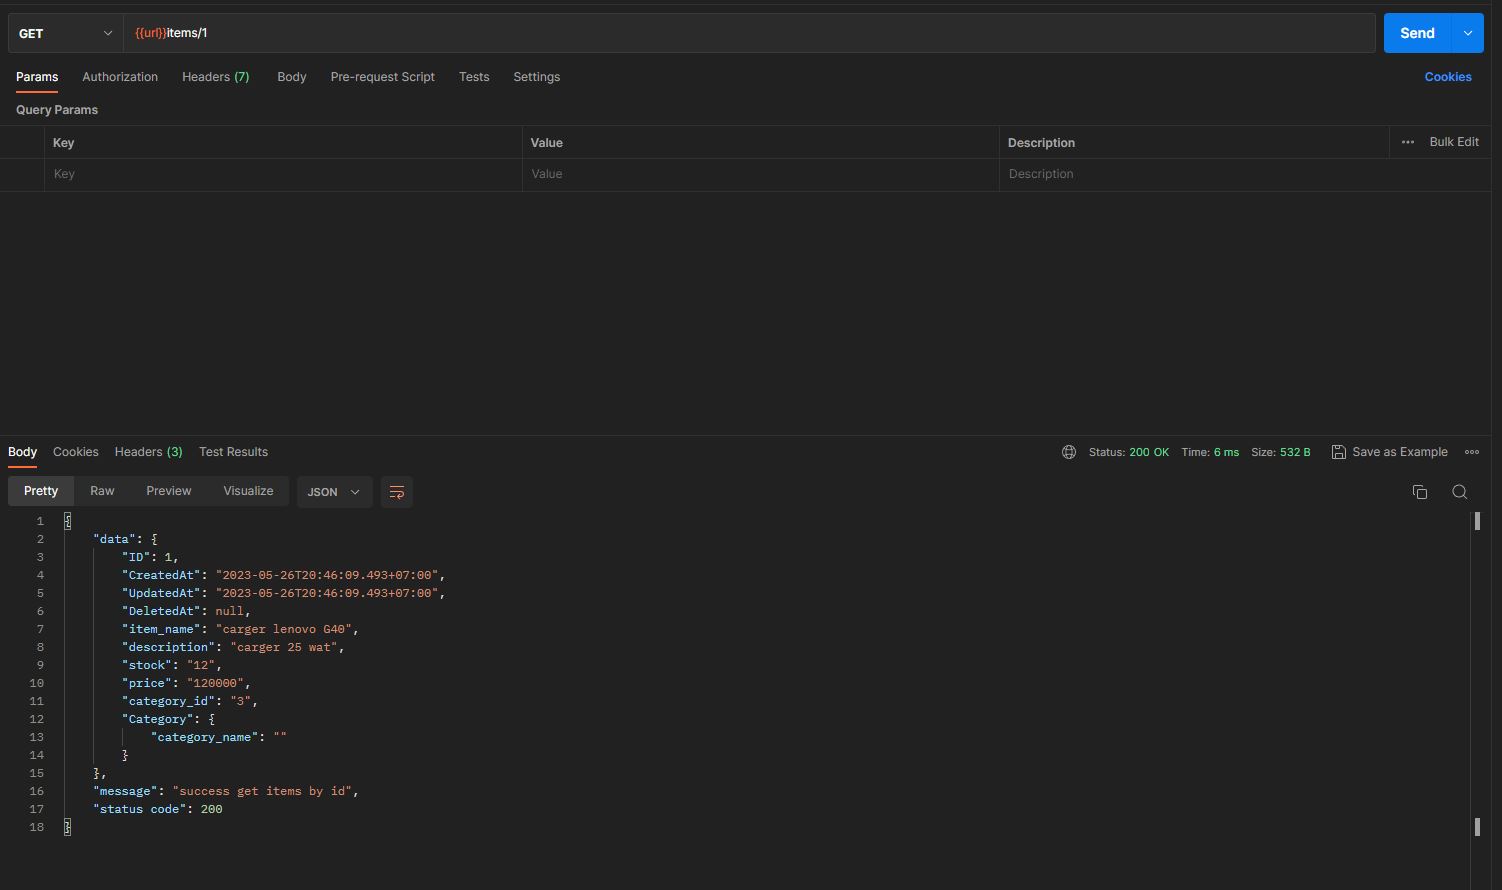 GET {{url}}items/1 Send
Params Authorization Headers (7) Body Pre-request Script Tests Settings Cookies
Query Params
Key Value Description ••• Bulk Edit
Key Value Description
Body Cookies Headers (3) Test Results Status: 200 OK Time: 6 ms Size: 532 B Save as Example
Pretty Raw Preview Visualize JSON
1 {
2 "data": {
3 "ID": 1,
4 "CreatedAt": "2023-05-26T20:46:09.493+07:00",
5 "UpdatedAt": "2023-05-26T20:46:09.493+07:00",
6 "DeletedAt": null,
7 "item_name": "carger lenovo G40",
8 "description": "carger 25 wat",
9 "stock": "12",
10 "price": "120000",
11 "category_id": "3",
12 "Category": {
13 "category_name": ""
14 }
15 },
16 "message": "success get items by id",
17 "status code": 200
18 }